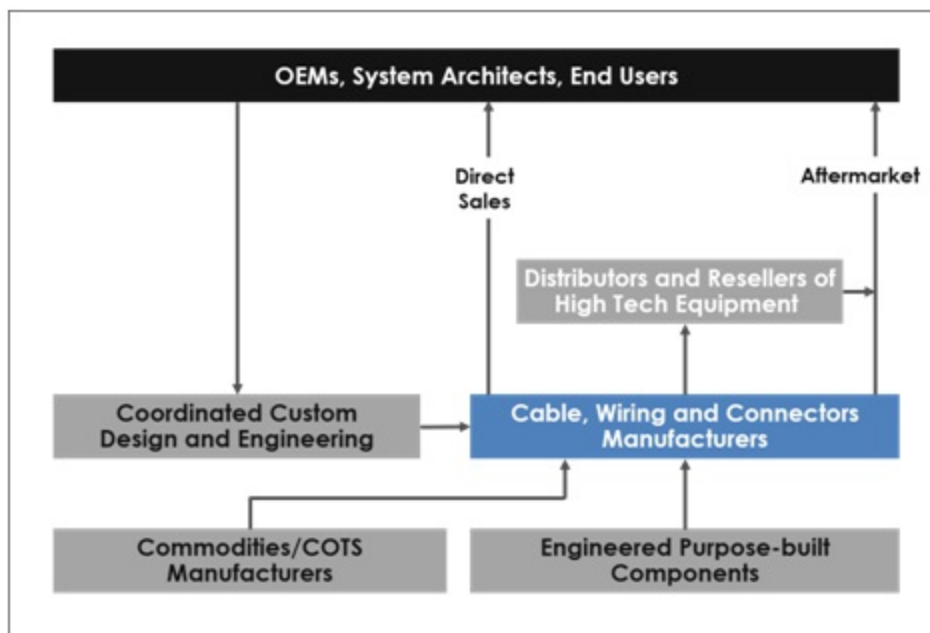 OEMs, System Architects, End Users
Direct
Sales
Aftermarket
Distributors and Resellers of
High Tech Equipment
Coordinated Custom
Design and Engineering
Cable, Wiring and Connectors
Manufacturers
Commodities/COTS
Manufacturers
Engineered Purpose-built
Components